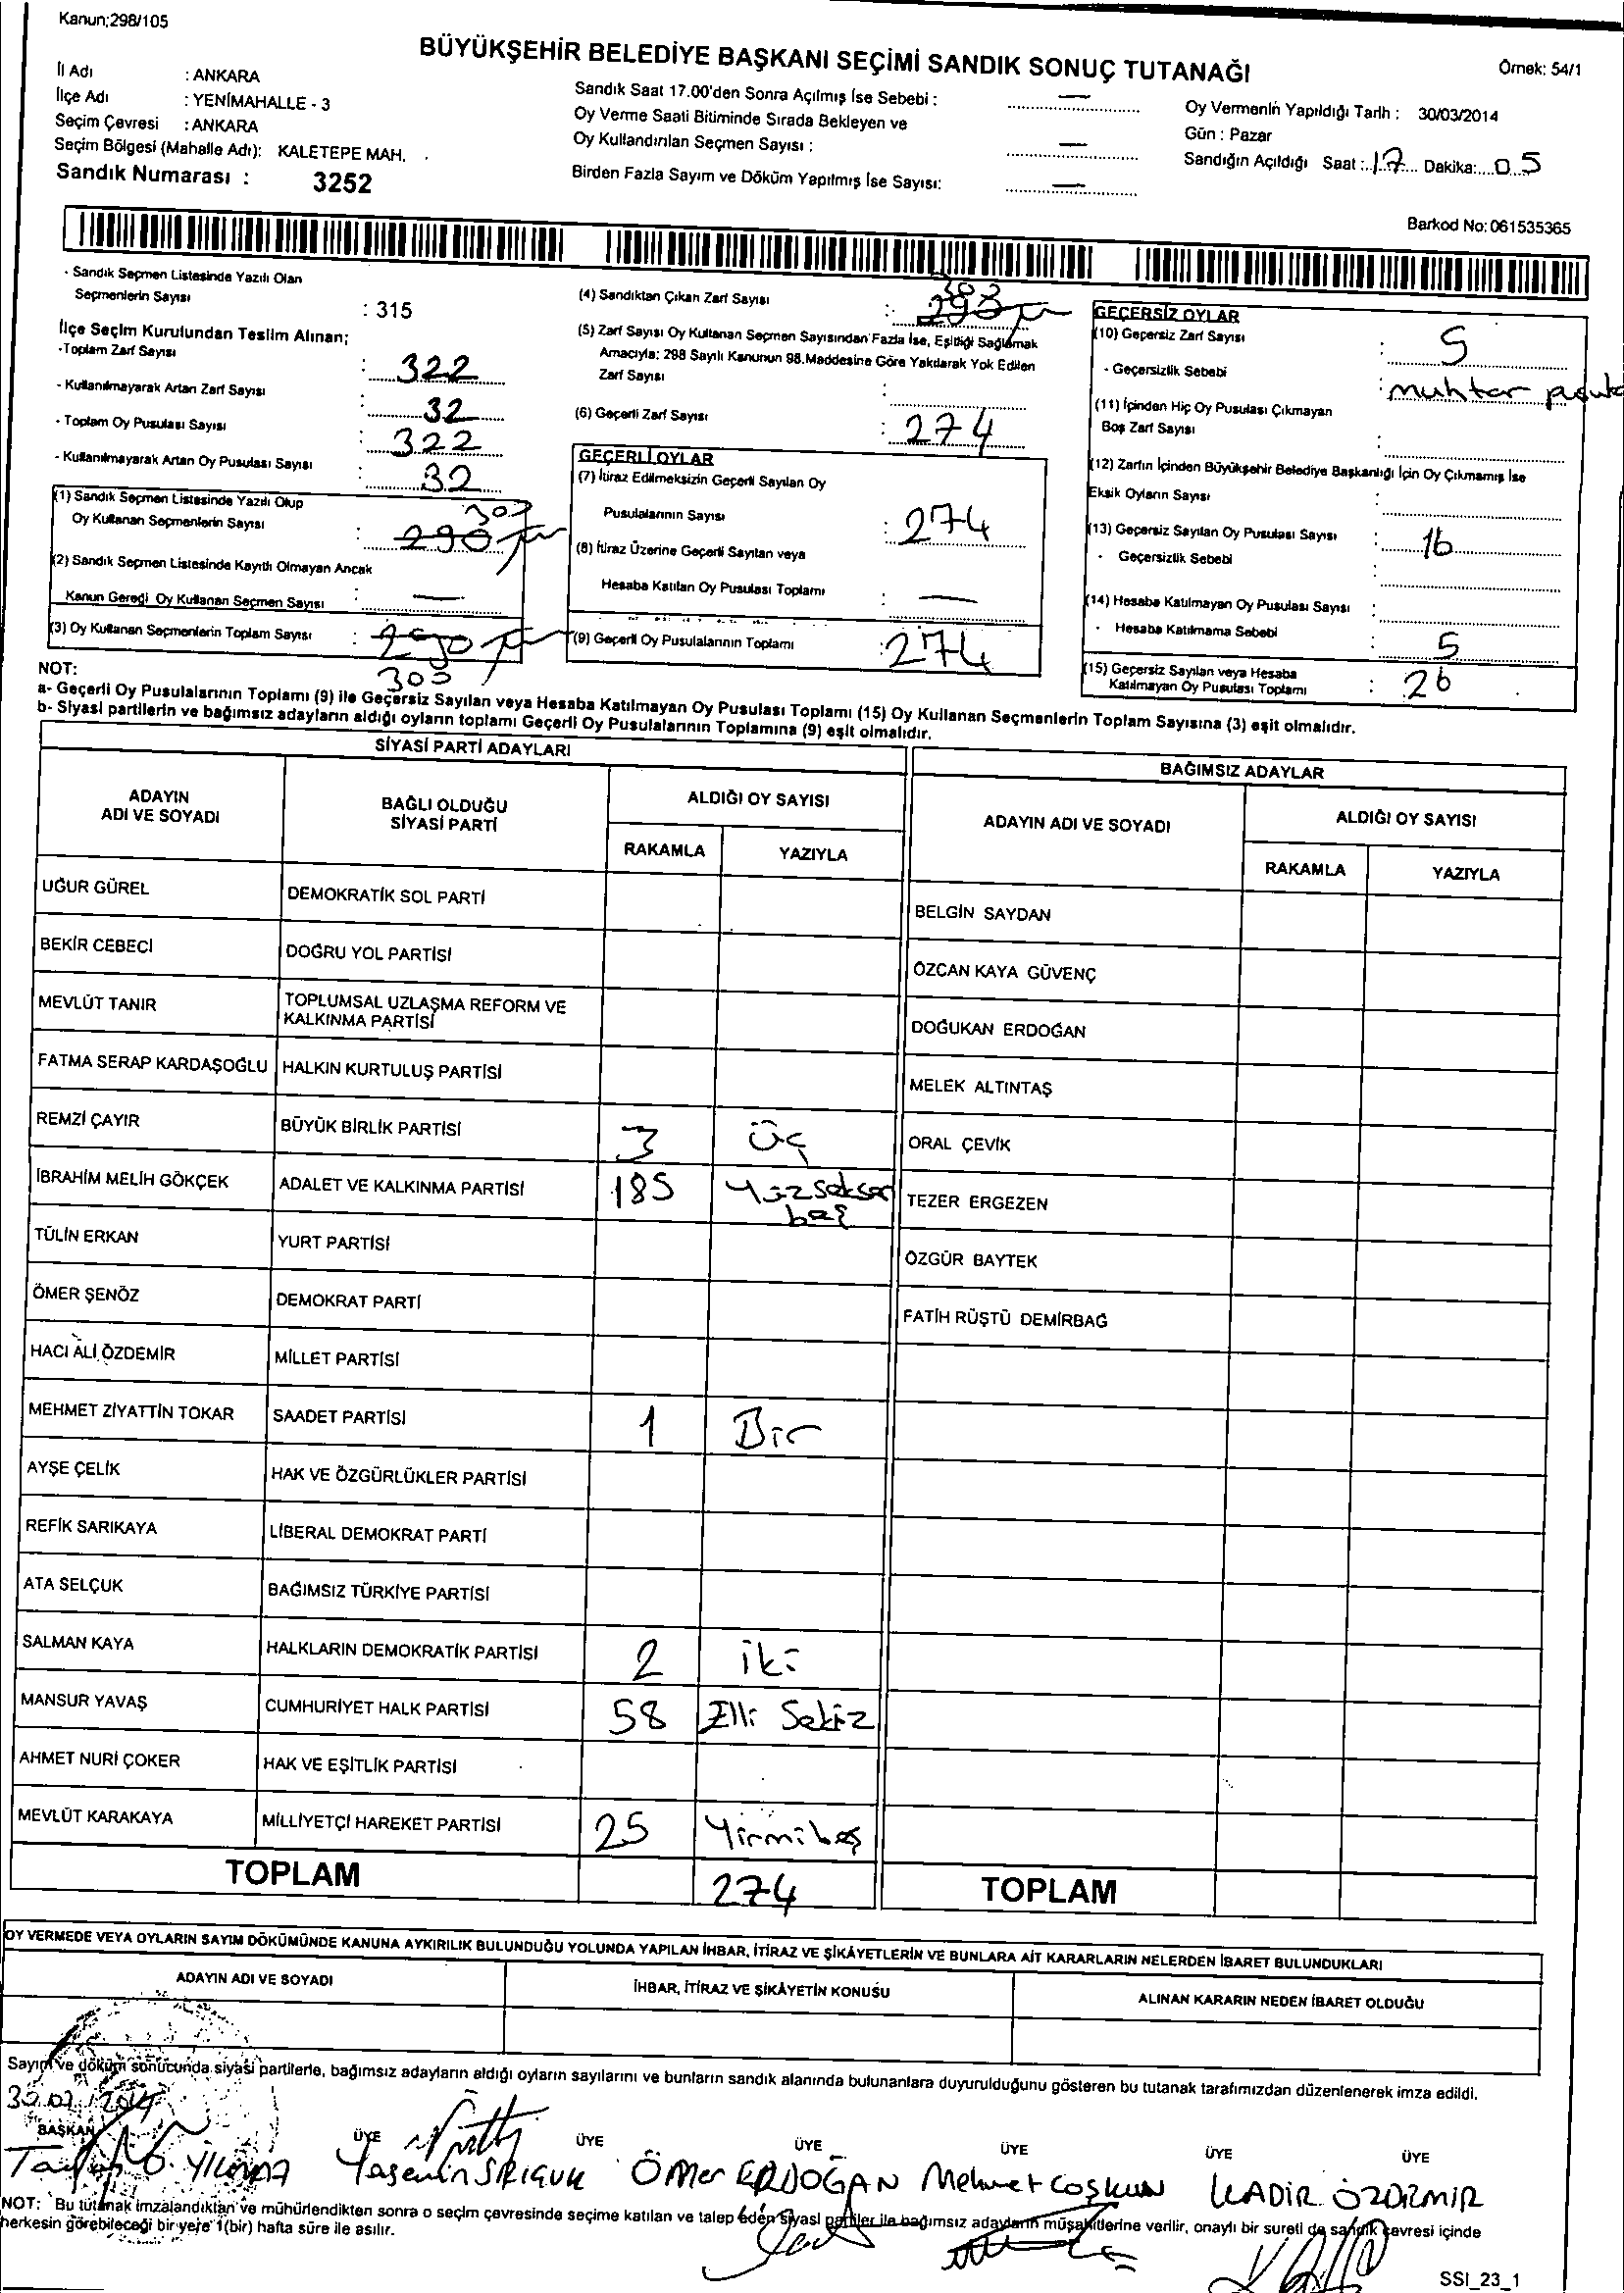 Kanun;298/105
BÜYÜKŞEHİR BELEDİYE BAŞKANI SEÇİMİ SANDIK SONUÇ TUTANAĞI
Örnek: 54/1
İl Adı : ANKARA
İlçe Adı : YENİMAHALLE - 3
Seçim Çevresi : ANKARA
Seçim Bölgesi (Mahalle Adı): KALETEPE MAH.
Sandık Numarası : 3252
Sandık Saat 17.00'den Sonra Açılmış İse Sebebi : —
Oy Verme Saati Bitiminde Sırada Bekleyen ve
Oy Kullandırılan Seçmen Sayısı : —
Birden Fazla Sayım ve Döküm Yapılmış İse Sayısı: —
Oy Vermenin Yapıldığı Tarih : 30/03/2014
Gün : Pazar
Sandığın Açıldığı Saat : 17 Dakika: 05
Barkod No: 061535365
- Sandık Seçmen Listesinde Yazılı Olan
Seçmenlerin Sayısı : 315
İlçe Seçim Kurulundan Teslim Alınan;
-Toplam Zarf Sayısı : 322
- Kullanılmayarak Artan Zarf Sayısı : 32
- Toplam Oy Pusulası Sayısı : 322
- Kullanılmayarak Artan Oy Pusulası Sayısı : 32
(1) Sandık Seçmen Listesinde Yazılı Olup
Oy Kullanan Seçmenlerin Sayısı : 290
(2) Sandık Seçmen Listesinde Kayıtlı Olmayan Ancak
Kanun Gereği Oy Kullanan Seçmen Sayısı : —
(3) Oy Kullanan Seçmenlerin Toplam Sayısı : 290
(4) Sandıktan Çıkan Zarf Sayısı :
(5) Zarf Sayısı Oy Kullanan Seçmen Sayısından Fazla İse, Eşitliği Sağlamak
Amacıyla; 298 Sayılı Kanunun 98.Maddesine Göre Yakılarak Yok Edilen
Zarf Sayısı :
(6) Geçerli Zarf Sayısı : 274
GEÇERLİ OYLAR
(7) İtiraz Edilmeksizin Geçerli Sayılan Oy
Pusulalarının Sayısı : 274
(8) İtiraz Üzerine Geçerli Sayılan veya
Hesaba Katılan Oy Pusulası Toplamı : —
(9) Geçerli Oy Pusulalarının Toplamı : 274
GEÇERSİZ OYLAR
(10) Geçersiz Zarf Sayısı : 5
- Geçersizlik Sebebi : muhtar
(11) İçinden Hiç Oy Pusulası Çıkmayan
Boş Zarf Sayısı :
(12) Zarfın İçinden Büyükşehir Belediye Başkanlığı İçin Oy Çıkmamış İse
Eksik Oyların Sayısı :
(13) Geçersiz Sayılan Oy Pusulası Sayısı : 16
- Geçersizlik Sebebi
(14) Hesaba Katılmayan Oy Pusulası Sayısı :
- Hesaba Katılmama Sebebi : 5
(15) Geçersiz Sayılan veya Hesaba
Katılmayan Oy Pusulası Toplamı : 26
NOT:
a- Geçerli Oy Pusulalarının Toplamı (9) ile Geçersiz Sayılan veya Hesaba Katılmayan Oy Pusulası Toplamı (15) Oy Kullanan Seçmenlerin Toplam Sayısına (3) eşit olmalıdır.
b- Siyasi partilerin ve bağımsız adayların aldığı oyların toplamı Geçerli Oy Pusulalarının Toplamına (9) eşit olmalıdır.
SİYASİ PARTİ ADAYLARI
ADAYIN ADI VE SOYADI
BAĞLI OLDUĞU SİYASİ PARTİ
ALDIĞI OY SAYISI
RAKAMLA YAZIYLA
UĞUR GÜREL DEMOKRATİK SOL PARTİ
BEKİR CEBECİ DOĞRU YOL PARTİSİ
MEVLÜT TANIR TOPLUMSAL UZLAŞMA REFORM VE KALKINMA PARTİSİ
FATMA SERAP KARDAŞOĞLU HALKIN KURTULUŞ PARTİSİ
REMZİ ÇAYIR BÜYÜK BİRLİK PARTİSİ 3 Üç
İBRAHİM MELİH GÖKÇEK ADALET VE KALKINMA PARTİSİ 185 Yüzseksen beş
TÜLİN ERKAN YURT PARTİSİ
ÖMER ŞENÖZ DEMOKRAT PARTİ
HACI ALİ ÖZDEMİR MİLLET PARTİSİ
MEHMET ZİYATTİN TOKAR SAADET PARTİSİ 1 Bir
AYŞE ÇELİK HAK VE ÖZGÜRLÜKLER PARTİSİ
REFİK SARIKAYA LİBERAL DEMOKRAT PARTİ
ATA SELÇUK BAĞIMSIZ TÜRKİYE PARTİSİ
SALMAN KAYA HALKLARIN DEMOKRATİK PARTİSİ 2 iki
MANSUR YAVAŞ CUMHURİYET HALK PARTİSİ 58 Elli Sekiz
AHMET NURİ ÇOKER HAK VE EŞİTLİK PARTİSİ
MEVLÜT KARAKAYA MİLLİYETÇİ HAREKET PARTİSİ 25 Yirmibeş
TOPLAM 274
BAĞIMSIZ ADAYLAR
ADAYIN ADI VE SOYADI
ALDIĞI OY SAYISI
RAKAMLA YAZIYLA
BELGİN SAYDAN
ÖZCAN KAYA GÜVENÇ
DOĞUKAN ERDOĞAN
MELEK ALTINTAŞ
ORAL ÇEVİK
TEZER ERGEZEN
ÖZGÜR BAYTEK
FATİH RÜŞTÜ DEMİRBAĞ
TOPLAM
OY VERMEDE VEYA OYLARIN SAYIM DÖKÜMÜNDE KANUNA AYKIRILIK BULUNDUĞU YOLUNDA YAPILAN İHBAR, İTİRAZ VE ŞİKÂYETLERİN VE BUNLARA AİT KARARLARIN NELERDEN İBARET BULUNDUKLARI
ADAYIN ADI VE SOYADI
İHBAR, İTİRAZ VE ŞİKÂYETİN KONUSU
ALINAN KARARIN NEDEN İBARET OLDUĞU
Sayım ve döküm sonucunda siyasi partilerle, bağımsız adayların aldığı oyların sayılarını ve bunların sandık alanında bulunanlara duyurulduğunu gösteren bu tutanak tarafımızdan düzenlenerek imza edildi.
BAŞKAN ÜYE ÜYE ÜYE ÜYE ÜYE ÜYE
Yasemin ÖMer ERDOĞAN Mehmet COŞKUN KADİR ÖZDEMİR
NOT: Bu tutanak imzalandıktan ve mühürlendikten sonra o seçim çevresinde seçime katılan ve talep eden siyasi partiler ile bağımsız adayların müşahitlerine verilir, onaylı bir sureti de sandık çevresi içinde
herkesin görebileceği bir yere 1(bir) hafta süre ile asılır.
SSI_23_1